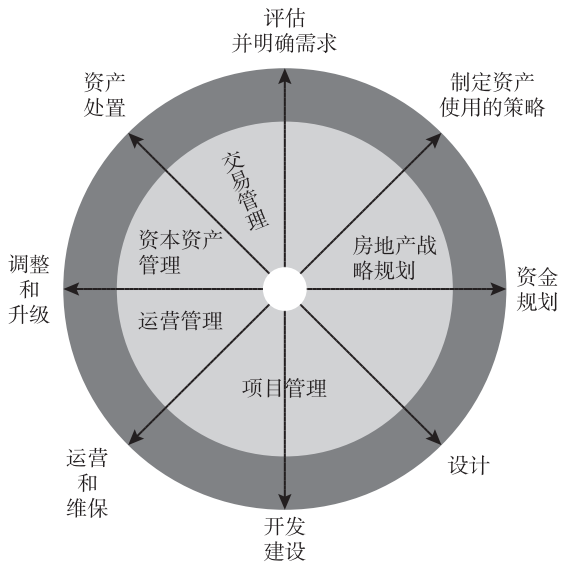 评估
并明确需求
制定资产
使用的策略
资金
规划
设计
开发
建设
运营
和
维保
调整
和
升级
资产
处置
交易管理
房地产战
略规划
项目管理
运营管理
资本资产
管理